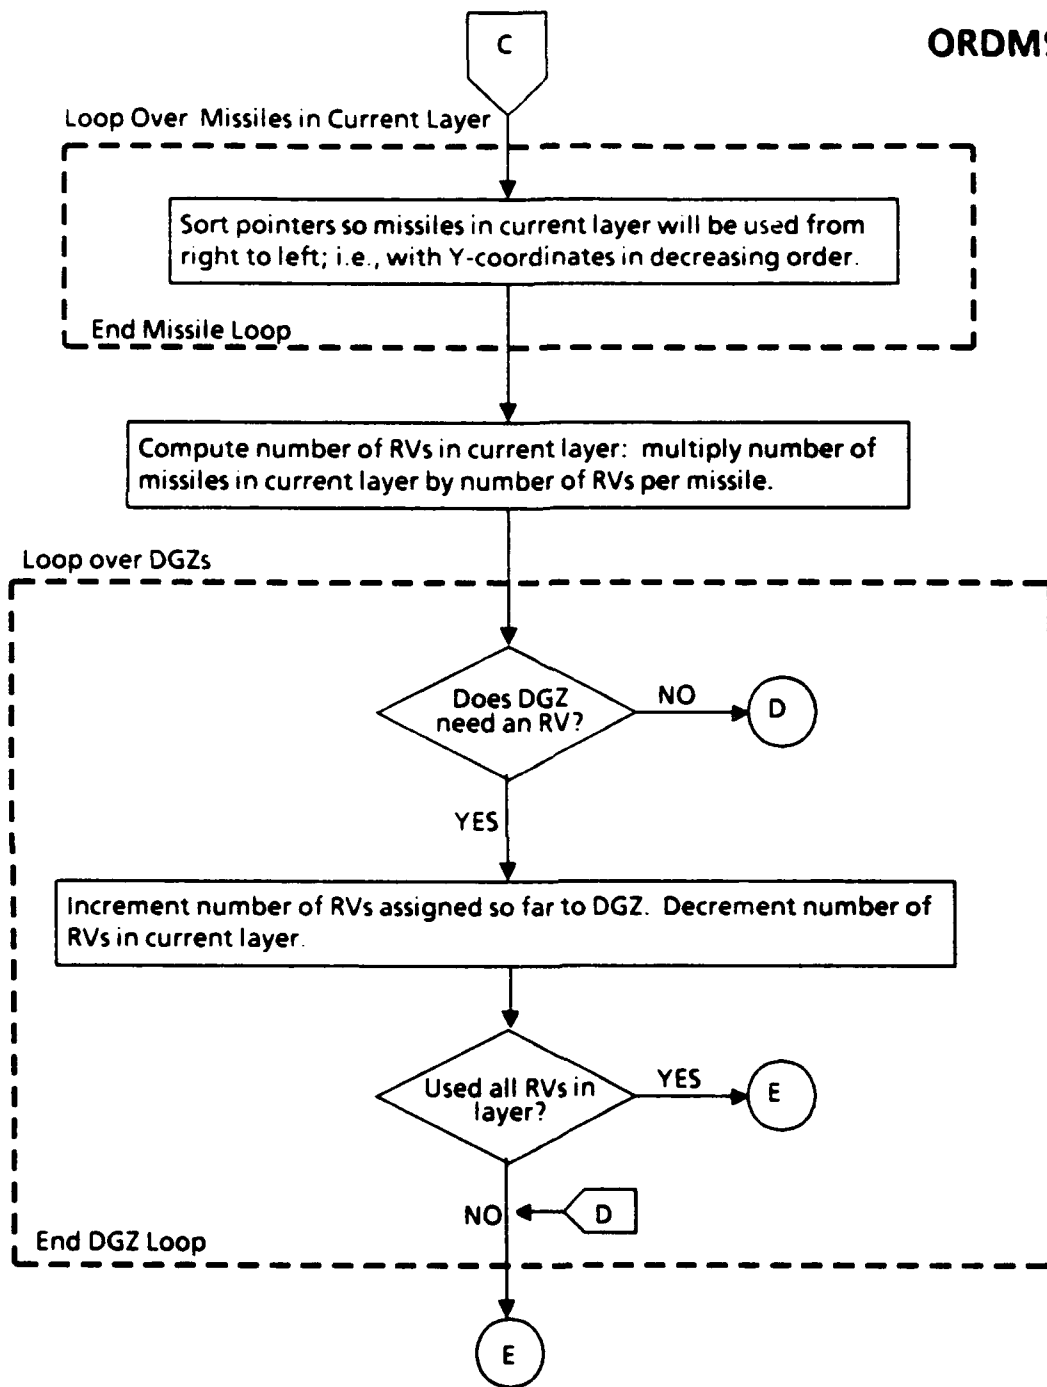 C
ORDMS
Loop Over Missiles in Current Layer
Sort pointers so missiles in current layer will be used from
right to left; i.e., with Y-coordinates in decreasing order.
End Missile Loop
Compute number of RVs in current layer: multiply number of
missiles in current layer by number of RVs per missile.
Loop over DGZs
Does DGZ
need an RV?
NO
D
YES
Increment number of RVs assigned so far to DGZ. Decrement number of
RVs in current layer.
Used all RVs in
layer?
YES
E
NO
D
End DGZ Loop
E